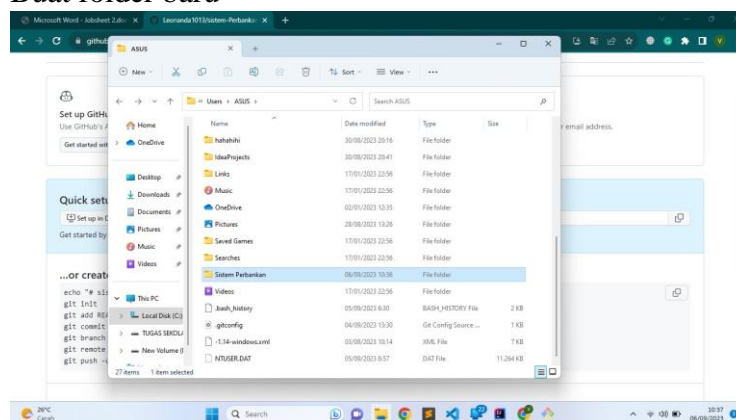 Buat folder baru
Microsoft Word - Jobsheet 2.doc
Leonanda1013/sistem-Perbankan
ASUS
New
Sort
View
Users > ASUS >
Search ASUS
Name
Date modified
Type
Size
Home
OneDrive
Desktop
Downloads
Documents
Pictures
Music
Videos
This PC
Local Disk (C:)
TUGAS SEKOL
New Volume (
hahahihi 30/08/2023 20:16 File folder
IdeaProjects 30/08/2023 20:41 File folder
Links 17/01/2023 22:56 File folder
Music 17/01/2023 22:56 File folder
OneDrive 02/01/2023 12:35 File folder
Pictures 28/08/2023 13:26 File folder
Saved Games 17/01/2023 22:56 File folder
Searches 17/01/2023 22:56 File folder
Sistem Perbankan 06/09/2023 10:36 File folder
Videos 17/01/2023 22:56 File folder
.bash_history 05/09/2023 6:30 BASH_HISTORY File 2 KB
.gitconfig 04/09/2023 13:30 Git Config Source ... 1 KB
-1.14-windows.xml 03/08/2023 10:14 XML File 7 KB
NTUSER.DAT 05/09/2023 8:57 DAT File 11.264 KB
27 items 1 item selected
Set up GitHu
Use GitHub's
Get started wit
r email address.
Quick setu
Set up in D
Get started by
...or create
echo "# sis
git init
git add REA
git commit
git branch
git remote
git push -u
26°C
Cerah
Search
10:37
06/09/2023